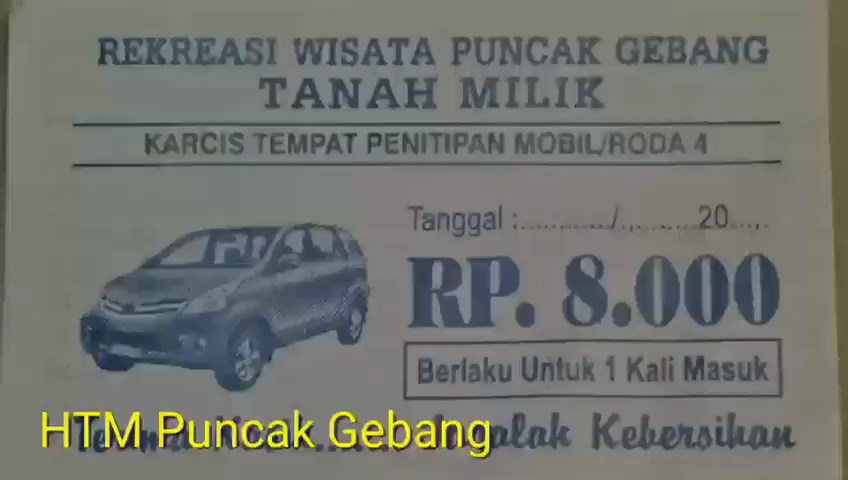 REKREASI WISATA PUNCAK GEBANG
TANAH MILIK
KARCIS TEMPAT PENITIPAN MOBIL/RODA 4
Tanggal :............/...........20.....
RP. 8.000
Berlaku Untuk 1 Kali Masuk
Kebersihan
HTM Puncak Gebang